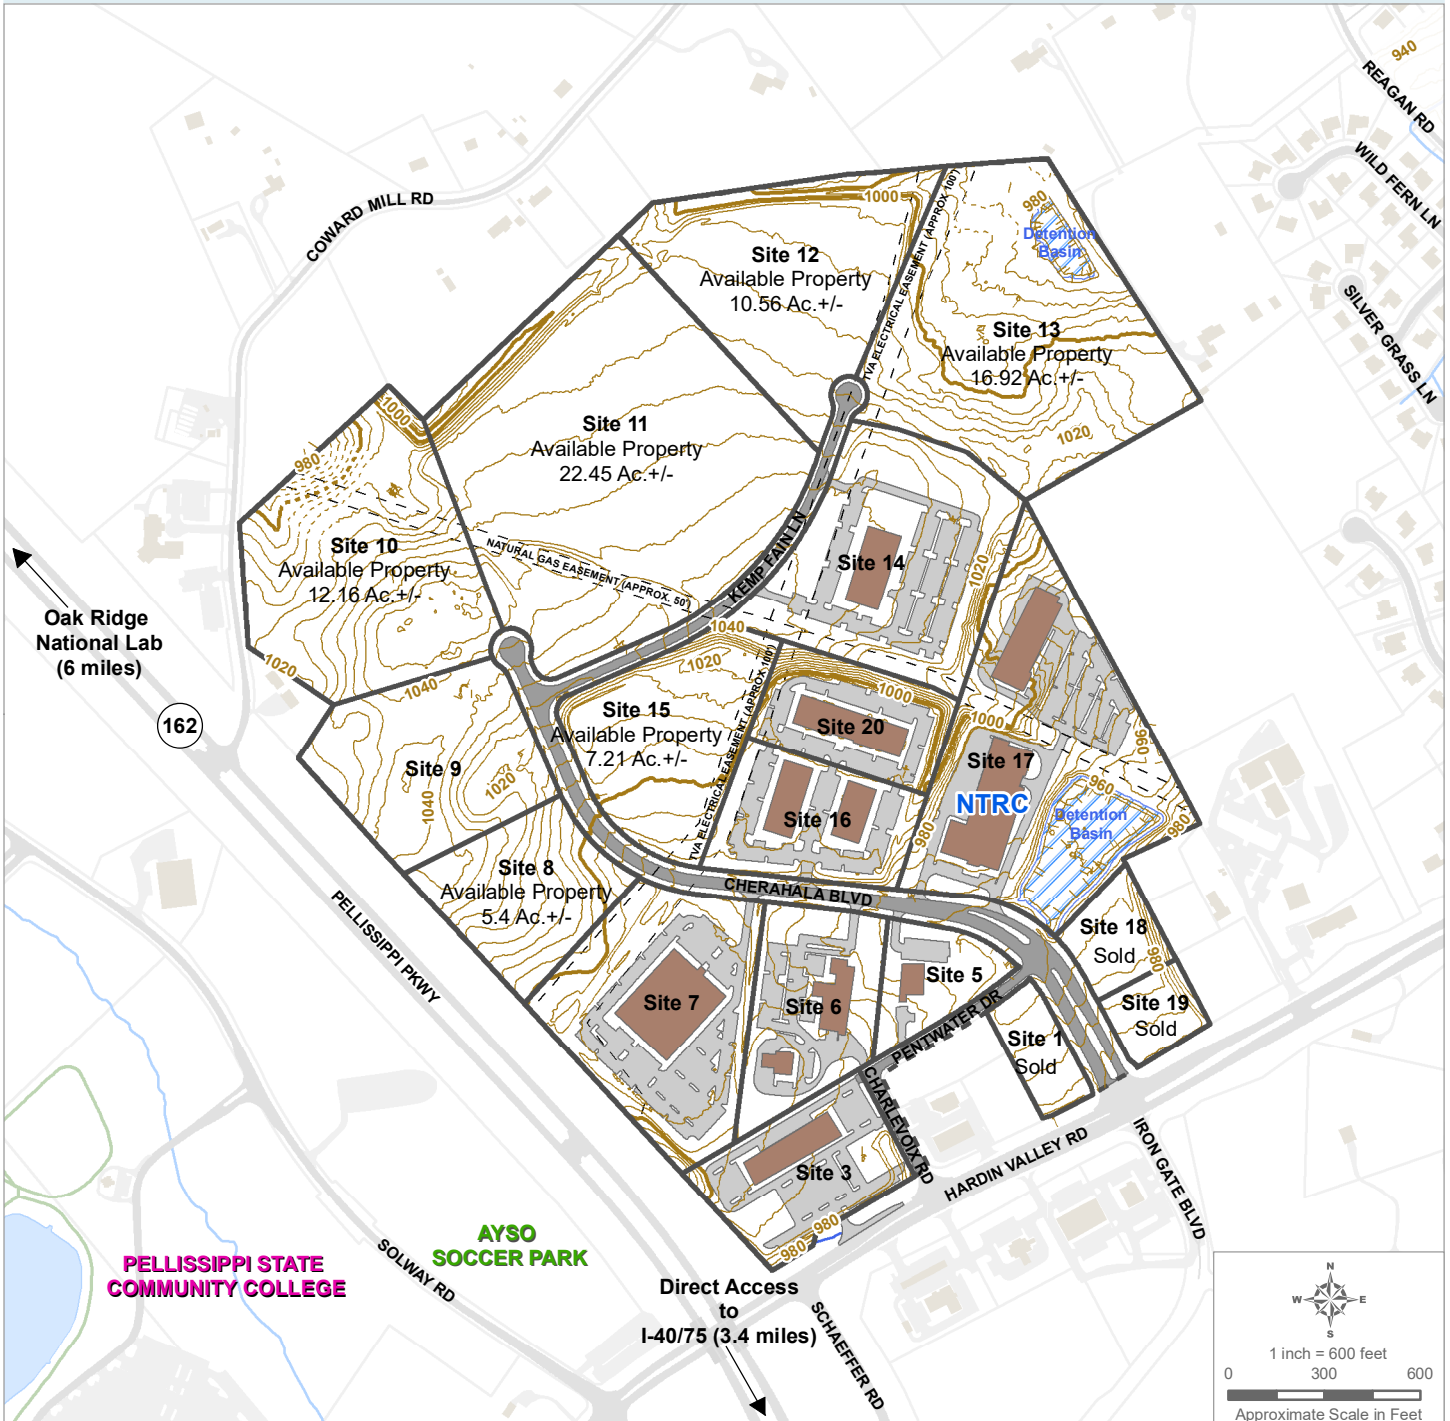 940
REAGAN RD
WILD FERN LN
SILVER GRASS LN
COWARD MILL RD
1000
980
Detention
Basin
TVA ELECTRICAL EASEMENT (APPROX 100')
Site 12
Available Property
10.56 Ac.+/-
Site 13
Available Property
16.92 Ac.+/-
1020
1000
980
Site 11
Available Property
22.45 Ac.+/-
Site 10
Available Property
12.16 Ac.+/-
NATURAL GAS EASEMENT (APPROX. 50')
KEMP FAIN LN
Site 14
1020
1040
1020
Oak Ridge
National Lab
(6 miles)
162
1020
1040
Site 9
1040
1020
Site 15
Available Property
7.21 Ac.+/-
TVA ELECTRICAL EASEMENT (APPROX 100')
1000
Site 20
1000
960
Site 17
NTRC
960
Detention
Basin
980
980
Site 16
Site 8
Available Property
5.4 Ac.+/-
CHERAHALA BLVD
PELLISSIPPI PKWY
Site 18
Sold
980
Site 19
Sold
Site 5
Site 7
Site 6
PENTWATER DR
Site 1
Sold
CHARLEVOIX RD
Site 3
HARDIN VALLEY RD
IRON GATE BLVD
980
980
AYSO
SOCCER PARK
PELLISSIPPI STATE
COMMUNITY COLLEGE
SOLWAY RD
Direct Access
to
I-40/75 (3.4 miles)
SCHAEFFER RD
N
W E
S
1 inch = 600 feet
0 300 600
Approximate Scale in Feet